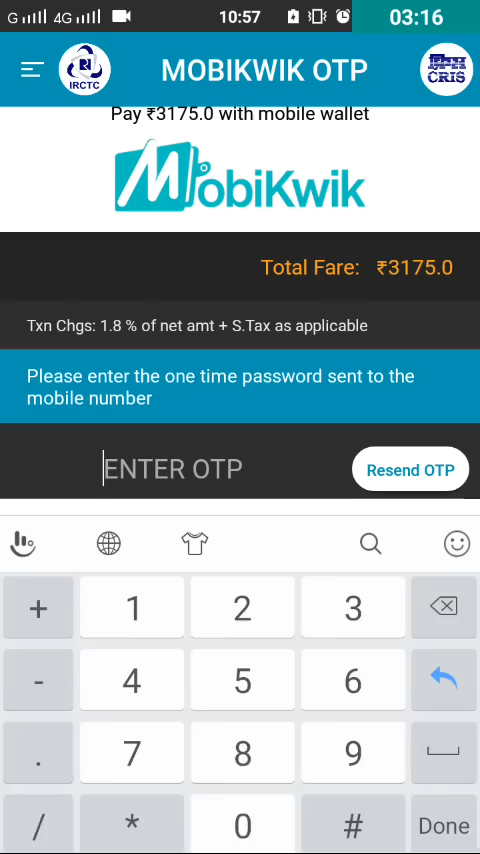 G 4G 10:57 03:16
IRCTC MOBIKWIK OTP CRIS
Pay ₹3175.0 with mobile wallet
MobiKwik
Total Fare: ₹3175.0
Txn Chgs: 1.8 % of net amt + S.Tax as applicable
Please enter the one time password sent to the
mobile number
ENTER OTP Resend OTP
+ 1 2 3
- 4 5 6
. 7 8 9
/ * 0 # Done